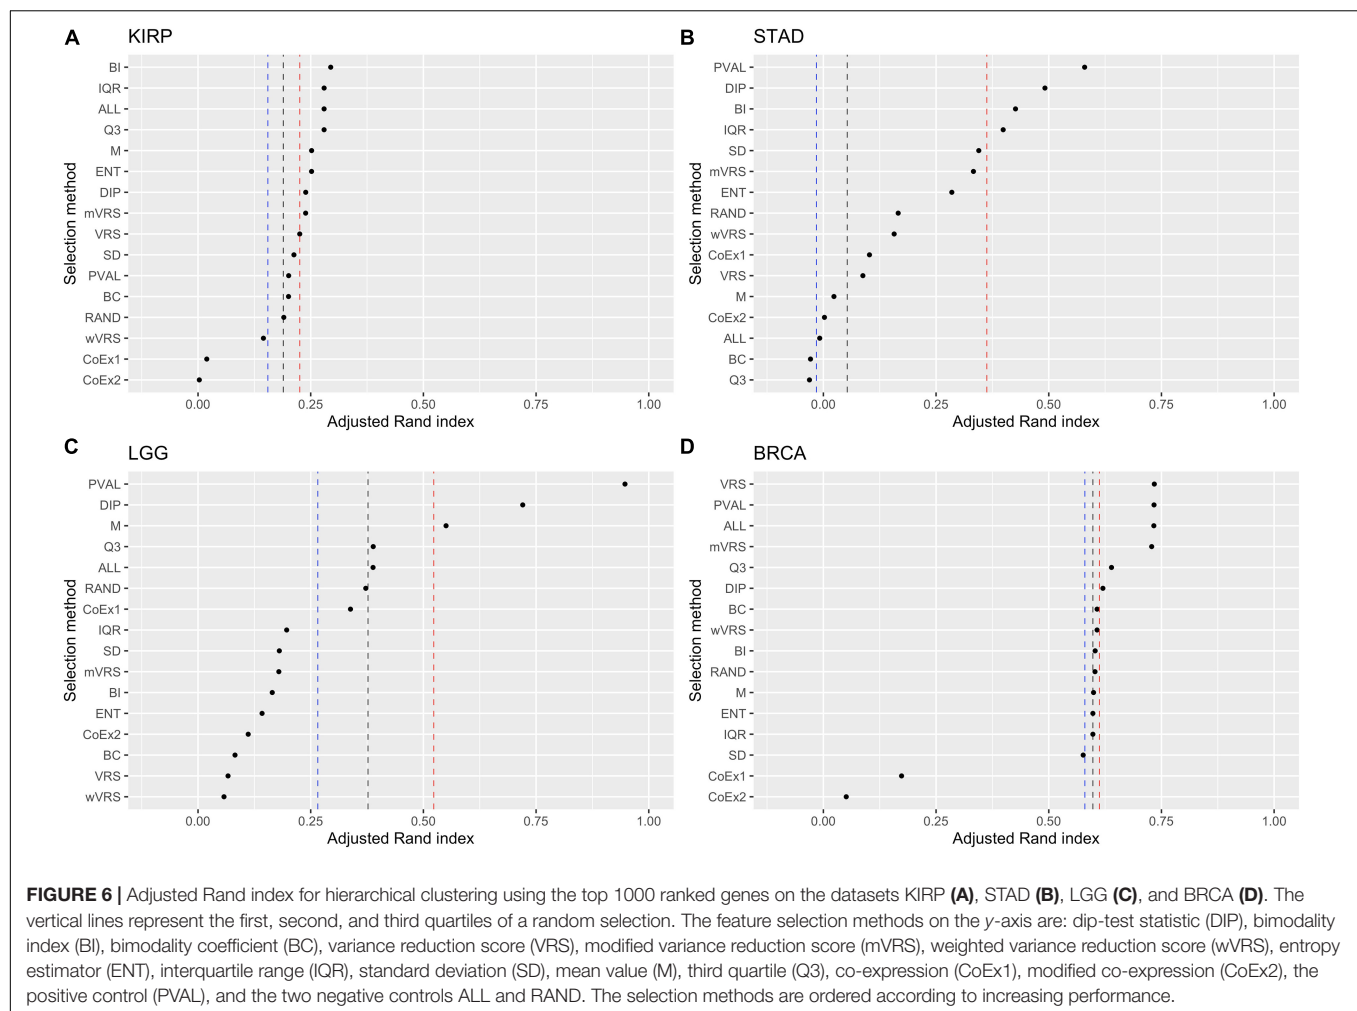 A KIRP
BI
IQR
ALL
Q3
M
ENT
DIP
mVRS
VRS
SD
PVAL
BC
RAND
wVRS
CoEx1
CoEx2
Selection method
0.00 0.25 0.50 0.75 1.00
Adjusted Rand index
B STAD
PVAL
DIP
BI
IQR
SD
mVRS
ENT
RAND
wVRS
CoEx1
VRS
M
CoEx2
ALL
BC
Q3
Selection method
0.00 0.25 0.50 0.75 1.00
Adjusted Rand index
C LGG
PVAL
DIP
M
Q3
ALL
RAND
CoEx1
IQR
SD
mVRS
BI
ENT
CoEx2
BC
VRS
wVRS
Selection method
0.00 0.25 0.50 0.75 1.00
Adjusted Rand index
D BRCA
VRS
PVAL
ALL
mVRS
Q3
DIP
BC
wVRS
BI
RAND
M
ENT
IQR
SD
CoEx1
CoEx2
Selection method
0.00 0.25 0.50 0.75 1.00
Adjusted Rand index
FIGURE 6 | Adjusted Rand index for hierarchical clustering using the top 1000 ranked genes on the datasets KIRP (A), STAD (B), LGG (C), and BRCA (D). The
vertical lines represent the first, second, and third quartiles of a random selection. The feature selection methods on the y-axis are: dip-test statistic (DIP), bimodality
index (BI), bimodality coefficient (BC), variance reduction score (VRS), modified variance reduction score (mVRS), weighted variance reduction score (wVRS), entropy
estimator (ENT), interquartile range (IQR), standard deviation (SD), mean value (M), third quartile (Q3), co-expression (CoEx1), modified co-expression (CoEx2), the
positive control (PVAL), and the two negative controls ALL and RAND. The selection methods are ordered according to increasing performance.